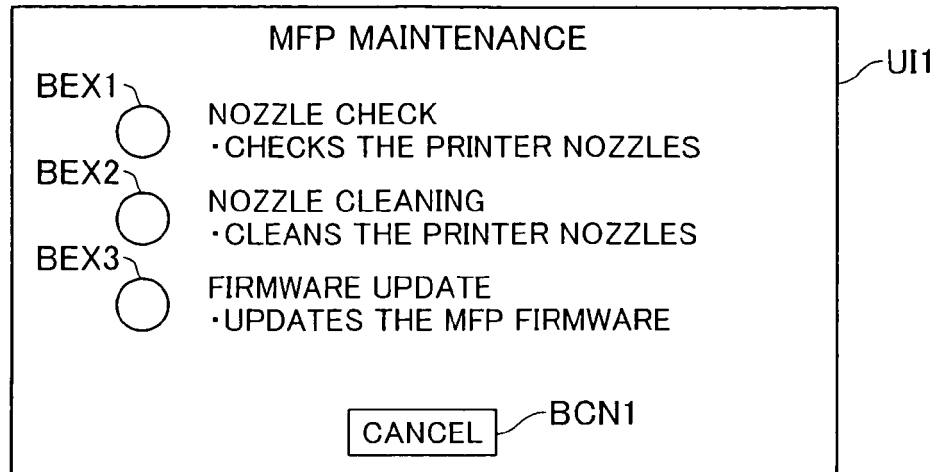 MFP MAINTENANCE
UI1
BEX1
NOZZLE CHECK
・CHECKS THE PRINTER NOZZLES
BEX2
NOZZLE CLEANING
・CLEANS THE PRINTER NOZZLES
BEX3
FIRMWARE UPDATE
・UPDATES THE MFP FIRMWARE
CANCEL
BCN1